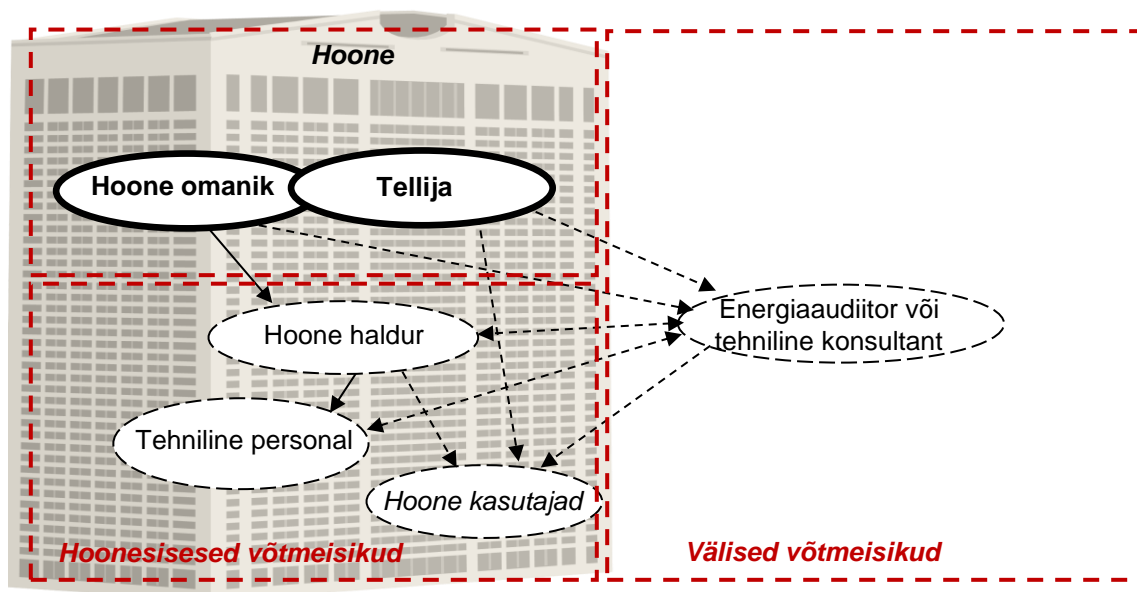 Hoone
Hoone omanik
Tellija
Energiaaudiitor või
tehniline konsultant
Hoone haldur
Tehniline personal
Hoone kasutajad
Hoonesisesed võtmeisikud
Välised võtmeisikud